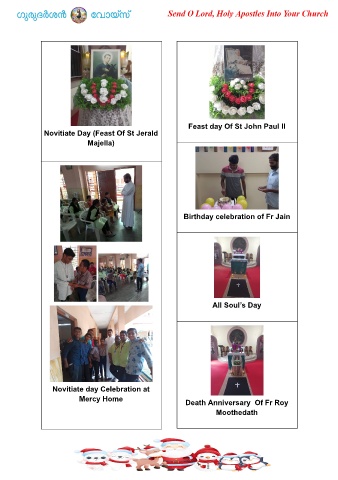 ഗുരുദർശൻ വോയ്സ്
Send O Lord, Holy Apostles Into Your Church
Novitiate Day (Feast Of St Jerald
Majella)
Novitiate day Celebration at
Mercy Home
Feast day Of St John Paul II
Birthday celebration of Fr Jain
All Soul's Day
Death Anniversary Of Fr Roy
Moothedath